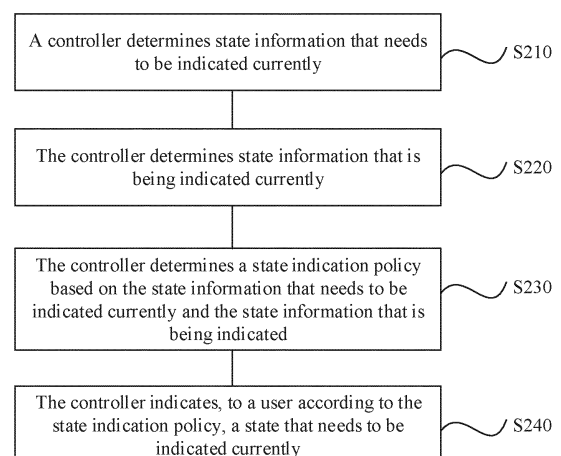 A controller determines state information that needs
to be indicated currently
S210
The controller determines state information that is
being indicated currently
S220
The controller determines a state indication policy
based on the state information that needs to be
indicated currently and the state information that is
being indicated
S230
The controller indicates, to a user according to the
state indication policy, a state that needs to be
indicated currently
S240